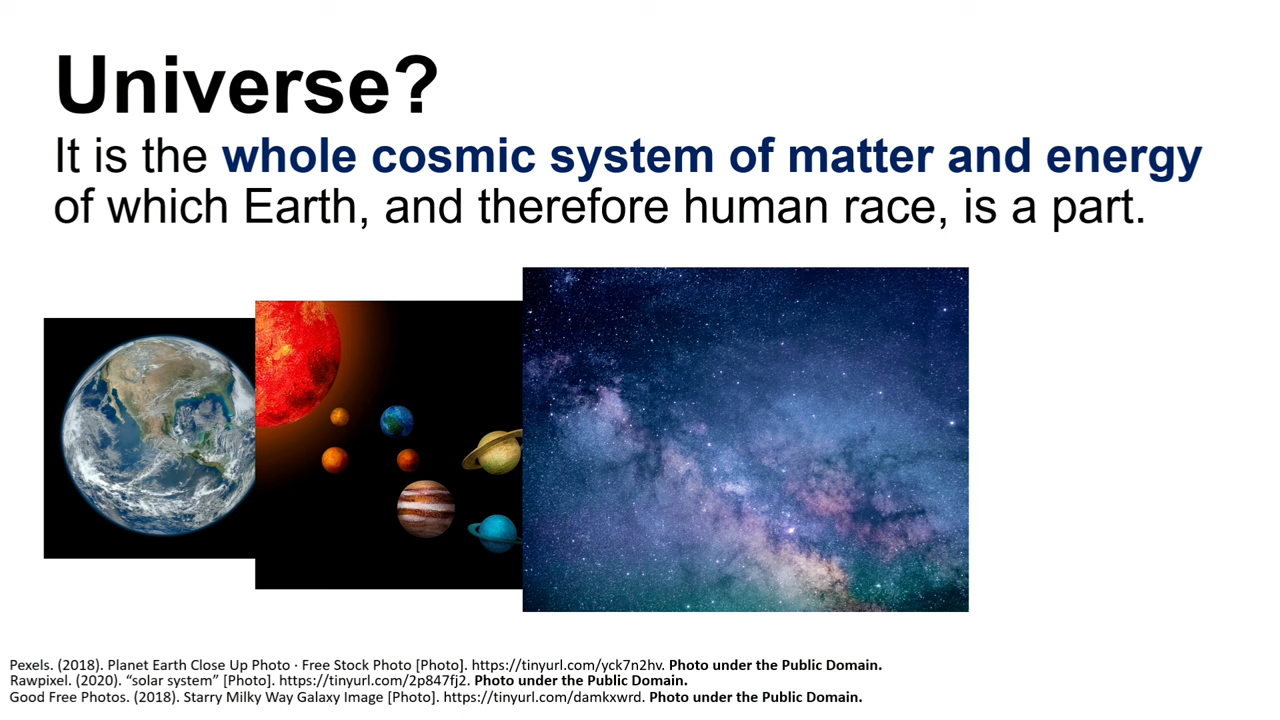 Universe?
It is the whole cosmic system of matter and energy
of which Earth, and therefore human race, is a part.
Pexels. (2018). Planet Earth Close Up Photo · Free Stock Photo [Photo]. https://tinyurl.com/yck7n2hv. Photo under the Public Domain.
Rawpixel. (2020). “solar system” [Photo]. https://tinyurl.com/2p847fj2. Photo under the Public Domain.
Good Free Photos. (2018). Starry Milky Way Galaxy Image [Photo]. https://tinyurl.com/damkxwrd. Photo under the Public Domain.